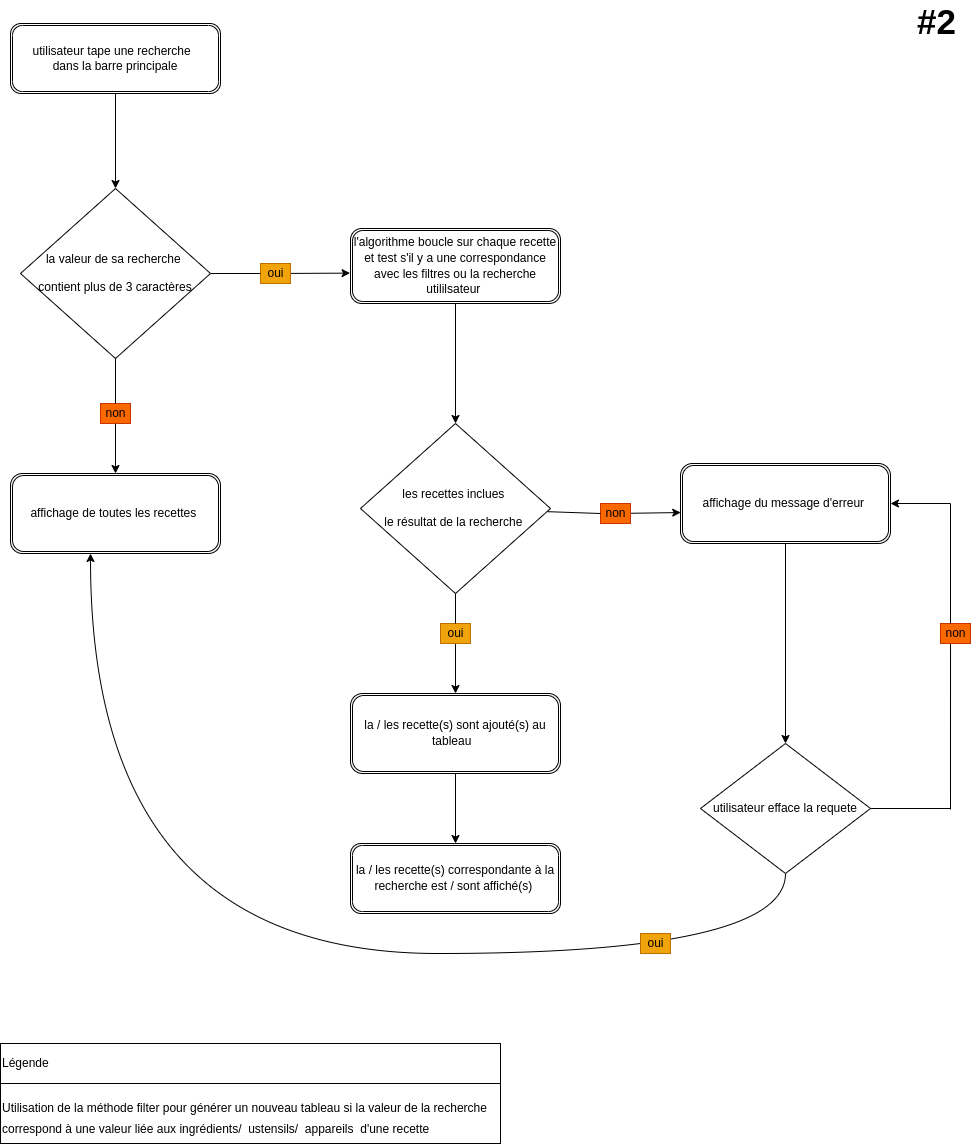 #2
utilisateur tape une recherche
dans la barre principale
la valeur de sa recherche
contient plus de 3 caractères
oui
l'algorithme boucle sur chaque recette
et test s'il y a une correspondance
avec les filtres ou la recherche
utililsateur
non
affichage de toutes les recettes
les recettes inclues
le résultat de la recherche
non
affichage du message d'erreur
oui
non
la / les recette(s) sont ajouté(s) au
tableau
utilisateur efface la requete
la / les recette(s) correspondante à la
recherche est / sont affiché(s)
oui
Légende
Utilisation de la méthode filter pour générer un nouveau tableau si la valeur de la recherche
correspond à une valeur liée aux ingrédients/ ustensils/ appareils d'une recette